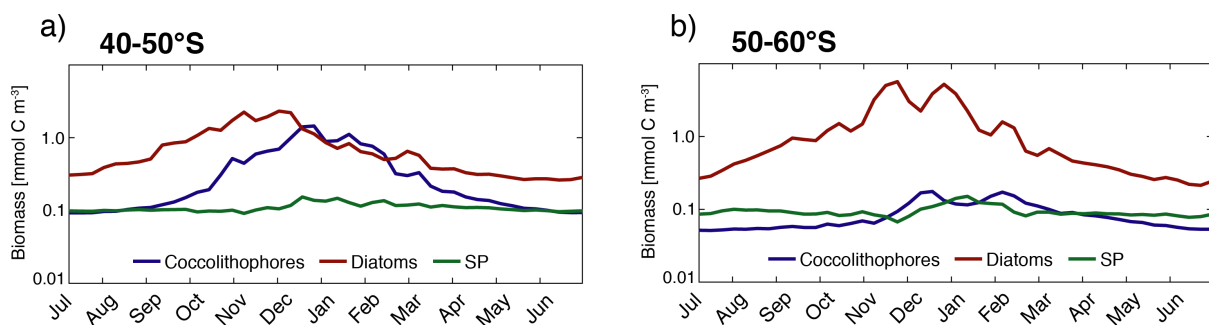 a)
40-50°S
Biomass [mmol C m⁻³]
1.0
0.1
0.01
Coccolithophores
Diatoms
SP
Jul
Aug
Sep
Oct
Nov
Dec
Jan
Feb
Mar
Apr
May
Jun
b)
50-60°S
Biomass [mmol C m⁻³]
1.0
0.1
0.01
Coccolithophores
Diatoms
SP
Jul
Aug
Sep
Oct
Nov
Dec
Jan
Feb
Mar
Apr
May
Jun